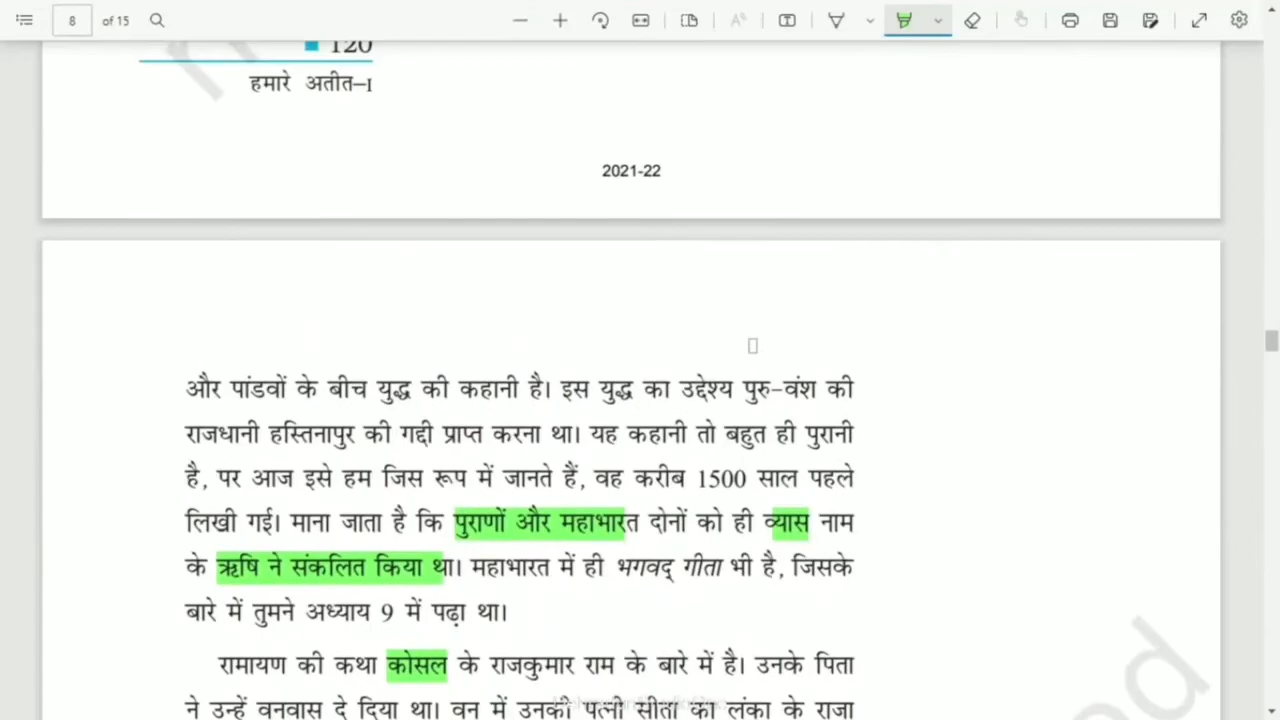 8 of 15
120
हमारे अतीत–I
2021-22
और पांडवों के बीच युद्ध की कहानी है। इस युद्ध का उद्देश्य पुरु-वंश की
राजधानी हस्तिनापुर की गद्दी प्राप्त करना था। यह कहानी तो बहुत ही पुरानी
है, पर आज इसे हम जिस रूप में जानते हैं, वह करीब 1500 साल पहले
लिखी गई। माना जाता है कि पुराणों और महाभारत दोनों को ही व्यास नाम
के ऋषि ने संकलित किया था। महाभारत में ही भगवद् गीता भी है, जिसके
बारे में तुमने अध्याय 9 में पढ़ा था।
रामायण की कथा कोसल के राजकुमार राम के बारे में है। उनके पिता
ने उन्हें वनवास दे दिया था। वन में उनकी पत्नी सीता का लंका के राजा